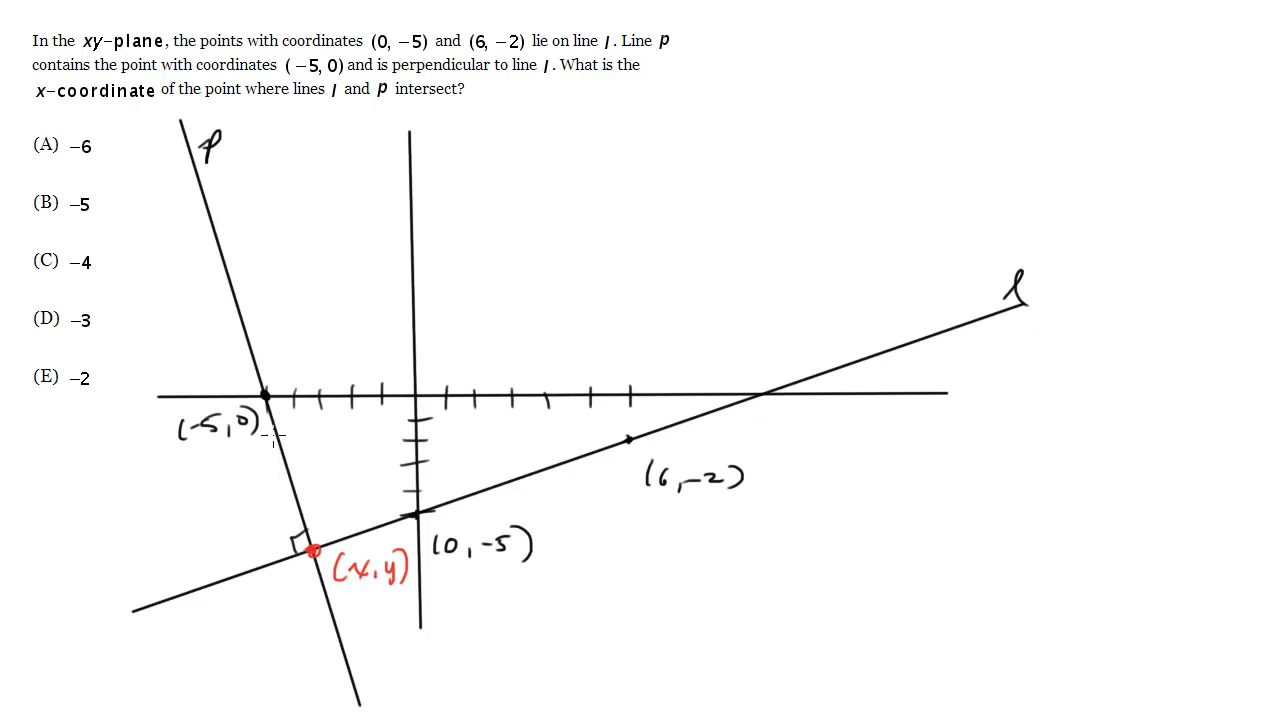 In the xy-plane, the points with coordinates (0, −5) and (6, −2) lie on line l. Line p
contains the point with coordinates (−5, 0) and is perpendicular to line l. What is the
x-coordinate of the point where lines l and p intersect?
(A) −6
(B) −5
(C) −4
(D) −3
(E) −2
p
l
(-5,0)
(6,-2)
(0,-5)
(x,y)